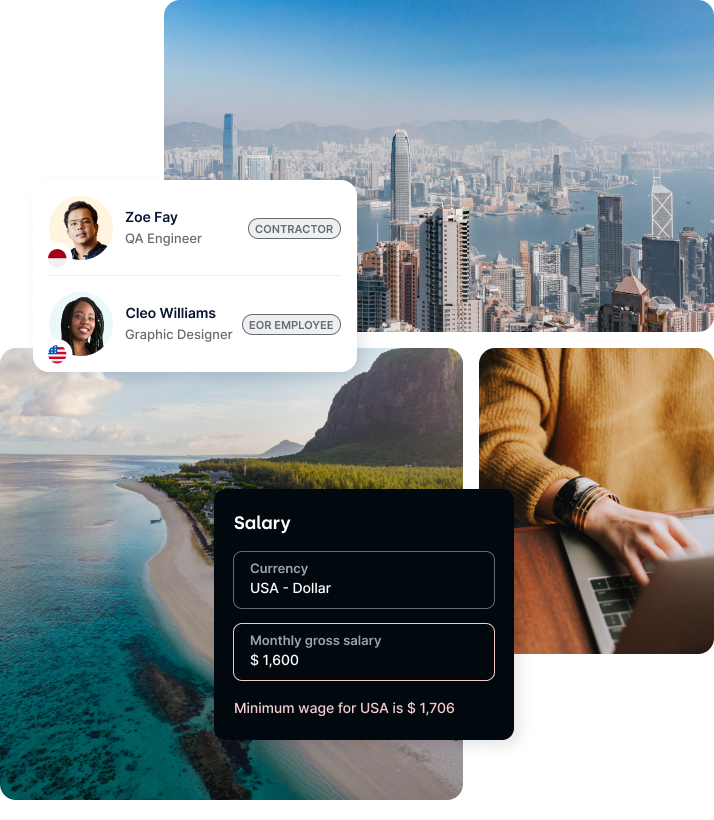 Zoe Fay
QA Engineer
CONTRACTOR
Cleo Williams
Graphic Designer
EOR EMPLOYEE
Salary
Currency
USA - Dollar
Monthly gross salary
$ 1,600
Minimum wage for USA is $ 1,706